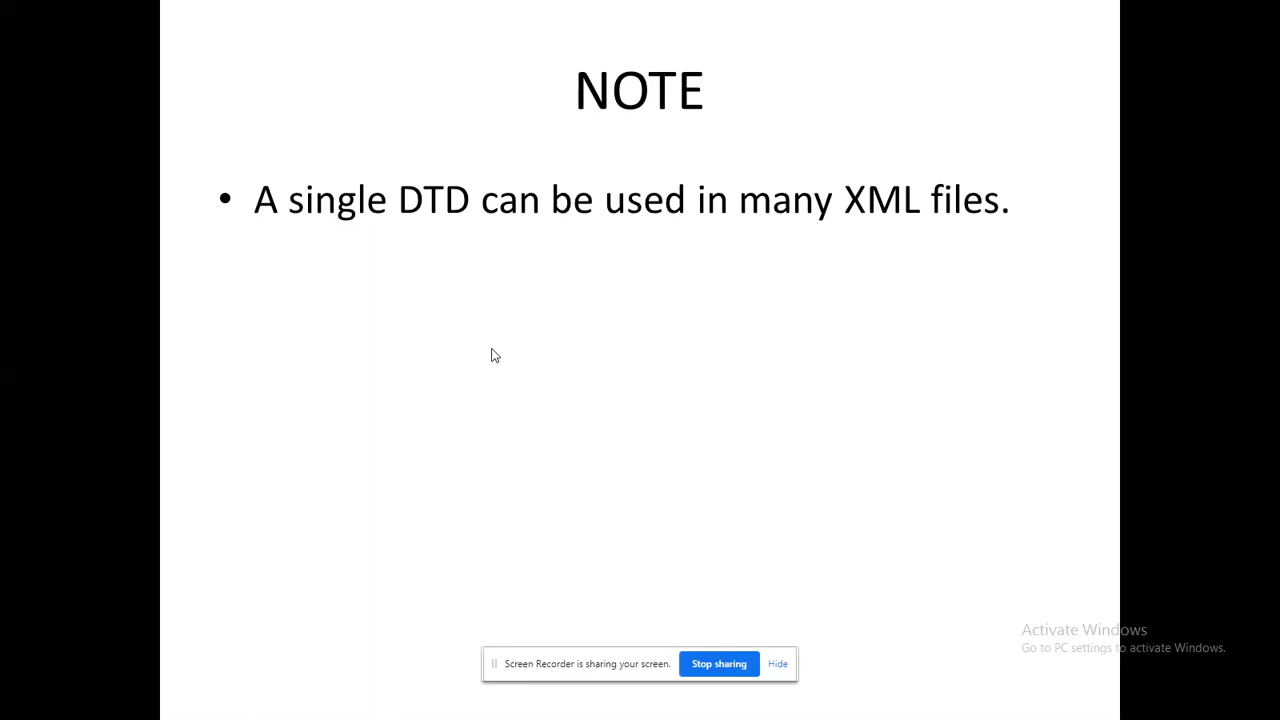 NOTE
• A single DTD can be used in many XML files.
Activate Windows
Go to PC settings to activate Windows.
Screen Recorder is sharing your screen. Stop sharing Hide